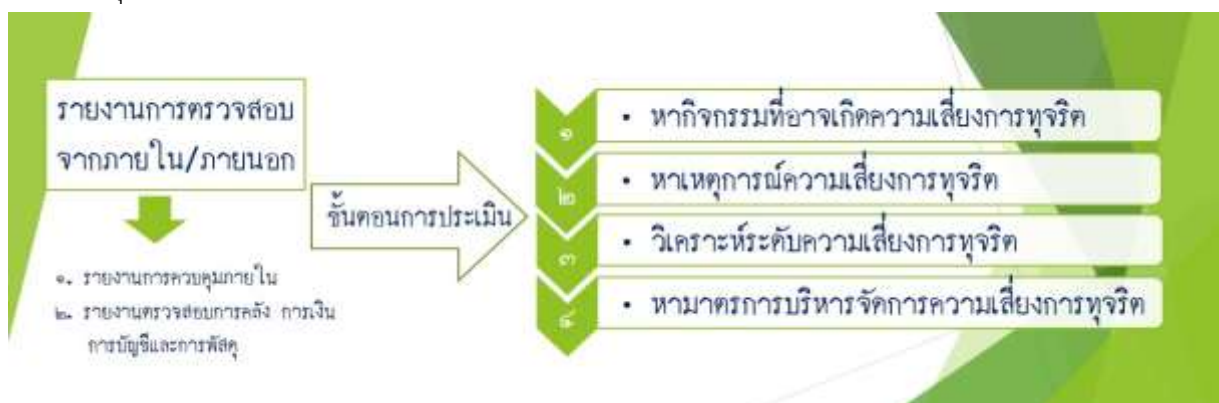 รายงานการตรวจสอบ
จากภายใน/ภายนอก
๑. รายงานการควบคุมภายใน
๒. รายงานตรวจสอบการคลัง การเงิน
การบัญชีและการพัสดุ
ขั้นตอนการประเมิน
๑
• หากิจกรรมที่อาจเกิดความเสี่ยงการทุจริต
๒
• หาเหตุการณ์ความเสี่ยงการทุจริต
๓
• วิเคราะห์ระดับความเสี่ยงการทุจริต
๔
• หามาตรการบริหารจัดการความเสี่ยงการทุจริต